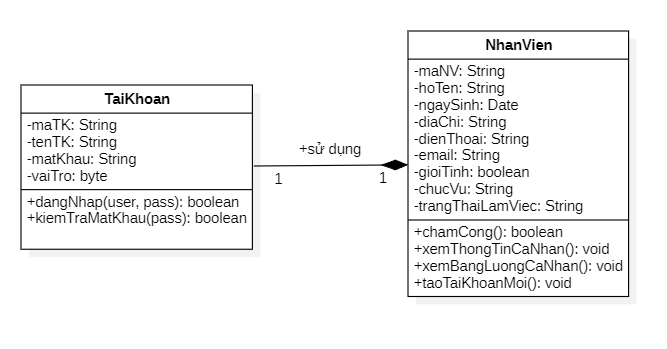 TaiKhoan
-maTK: String
-tenTK: String
-matKhau: String
-vaiTro: byte
+dangNhap(user, pass): boolean
+kiemTraMatKhau(pass): boolean
+sử dụng
1
1
NhanVien
-maNV: String
-hoTen: String
-ngaySinh: Date
-diaChi: String
-dienThoai: String
-email: String
-gioiTinh: boolean
-chucVu: String
-trangThaiLamViec: String
+chamCong(): boolean
+xemThongTinCaNhan(): void
+xemBangLuongCaNhan(): void
+taoTaiKhoanMoi(): void